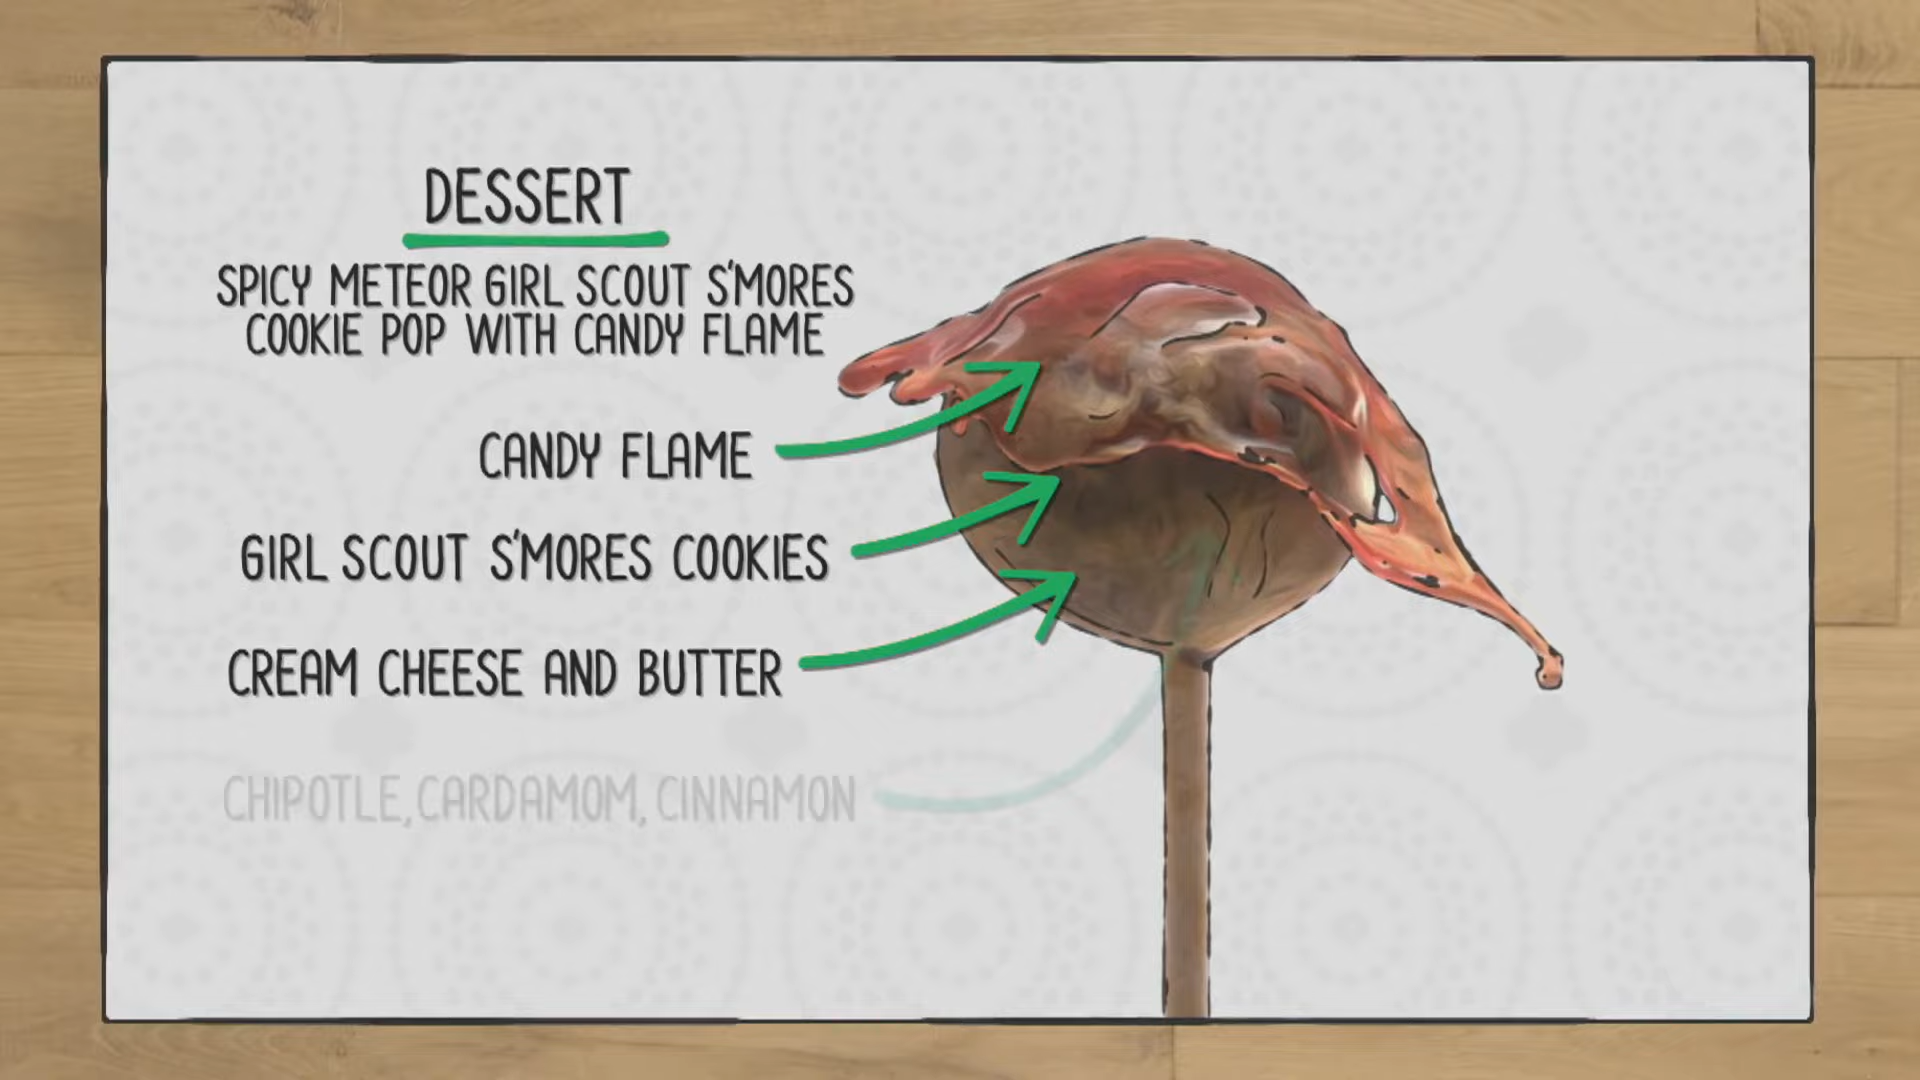 DESSERT
SPICY METEOR GIRL SCOUT S'MORES
COOKIE POP WITH CANDY FLAME
CANDY FLAME
GIRL SCOUT S'MORES COOKIES
CREAM CHEESE AND BUTTER
CHIPOTLE, CARDAMOM, CINNAMON